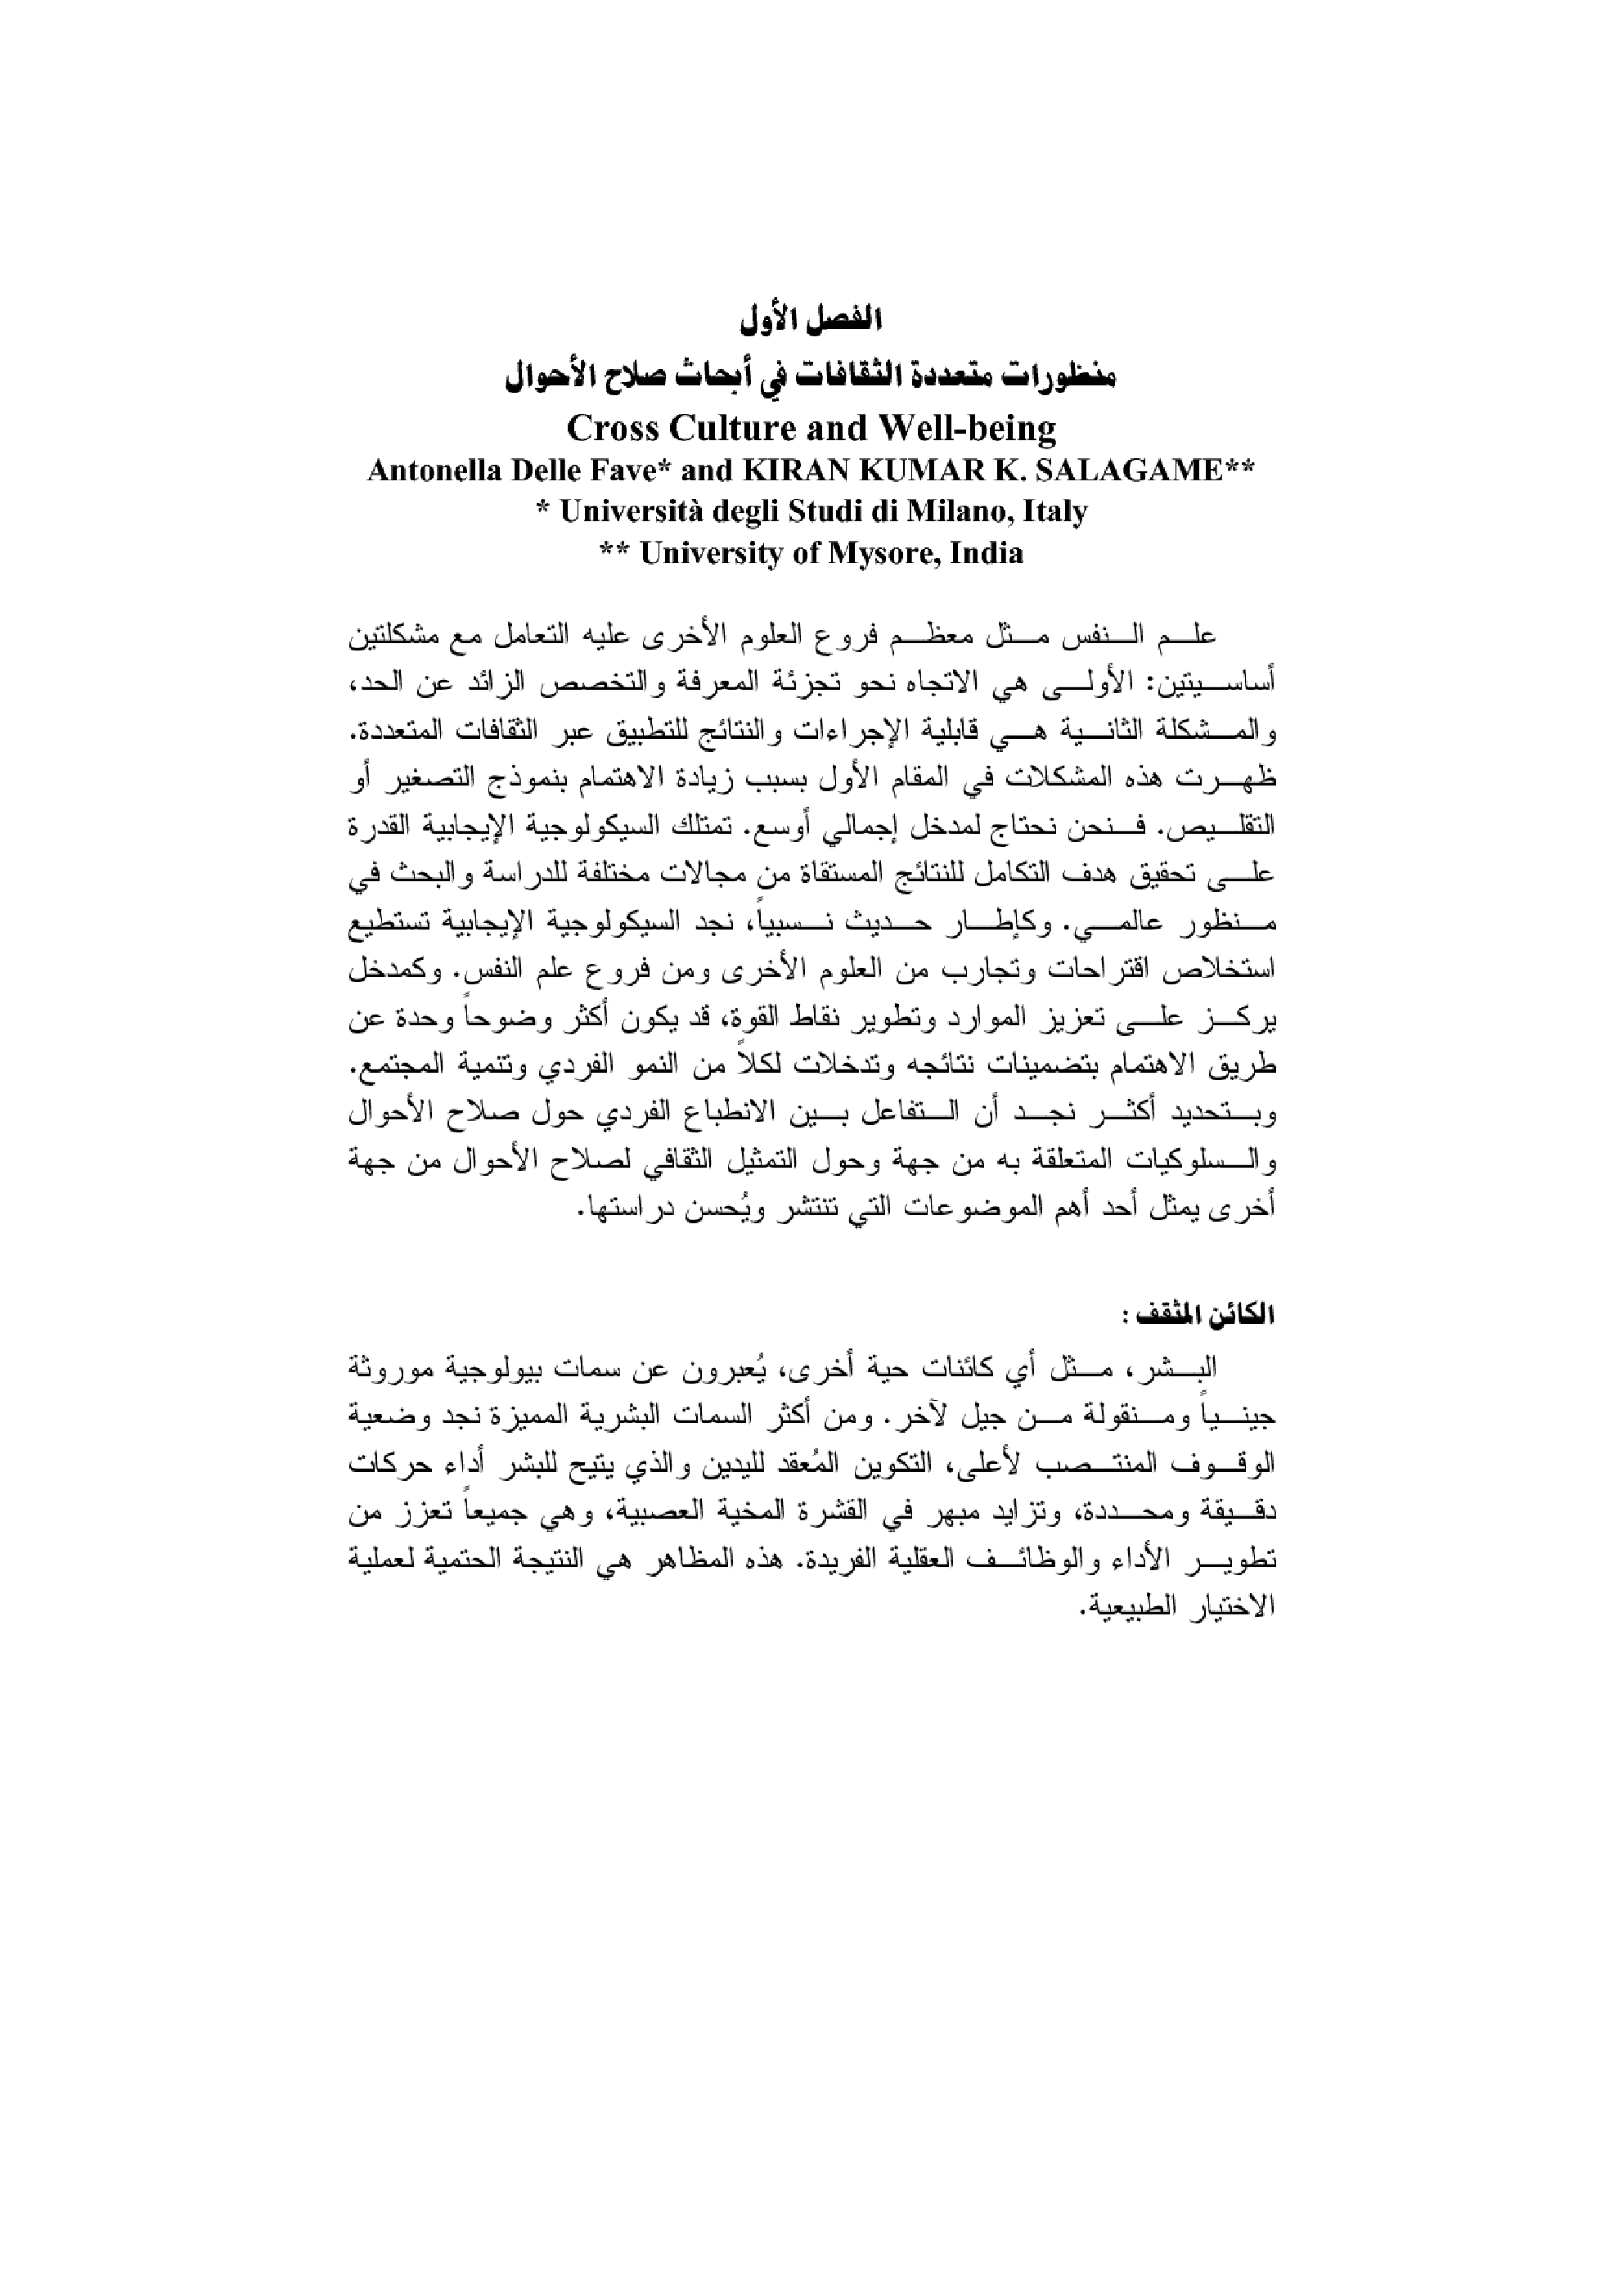 الفصل الأول
منظورات متعددة الثقافات في أبحاث صلاح الأحوال
Cross Culture and Well-being
Antonella Delle Fave* and KIRAN KUMAR K. SALAGAME**
* Università degli Studi di Milano, Italy
** University of Mysore, India
علم النفس مثل معظم فروع العلوم الأخرى عليه التعامل مع مشكلتين
أساسيتين: الأولى هي الاتجاه نحو تجزئة المعرفة والتخصص الزائد عن الحد،
والمشكلة الثانية هي قابلية الإجراءات والنتائج للتطبيق عبر الثقافات المتعددة.
ظهرت هذه المشكلات في المقام الأول بسبب زيادة الاهتمام بنموذج التصغير أو
التقليص. فنحن نحتاج لمدخل إجمالي أوسع. تمتلك السيكولوجية الإيجابية القدرة
على تحقيق هدف التكامل للنتائج المستقاة من مجالات مختلفة للدراسة والبحث في
منظور عالمي. وكإطار حديث نسبياً، نجد السيكولوجية الإيجابية تستطيع
استخلاص اقتراحات وتجارب من العلوم الأخرى ومن فروع علم النفس. وكمدخل
يركز على تعزيز الموارد وتطوير نقاط القوة، قد يكون أكثر وضوحاً وحدة عن
طريق الاهتمام بتضمينات نتائجه وتدخلات لكلاً من النمو الفردي وتنمية المجتمع.
وبتحديد أكثر نجد أن التفاعل بين الانطباع الفردي حول صلاح الأحوال
والسلوكيات المتعلقة به من جهة وحول التمثيل الثقافي لصلاح الأحوال من جهة
أخرى يمثل أحد أهم الموضوعات التي تنتشر ويُحسن دراستها.
الكائن المثقف :
البشر، مثل أي كائنات حية أخرى، يُعبرون عن سمات بيولوجية موروثة
جينياً ومنقولة من جيل لآخر. ومن أكثر السمات البشرية المميزة نجد وضعية
الوقوف المنتصب لأعلى، التكوين المُعقد لليدين والذي يتيح للبشر أداء حركات
دقيقة ومحددة، وتزايد مبهر في القشرة المخية العصبية، وهي جميعاً تعزز من
تطوير الأداء والوظائف العقلية الفريدة. هذه المظاهر هي النتيجة الحتمية لعملية
الاختيار الطبيعية.